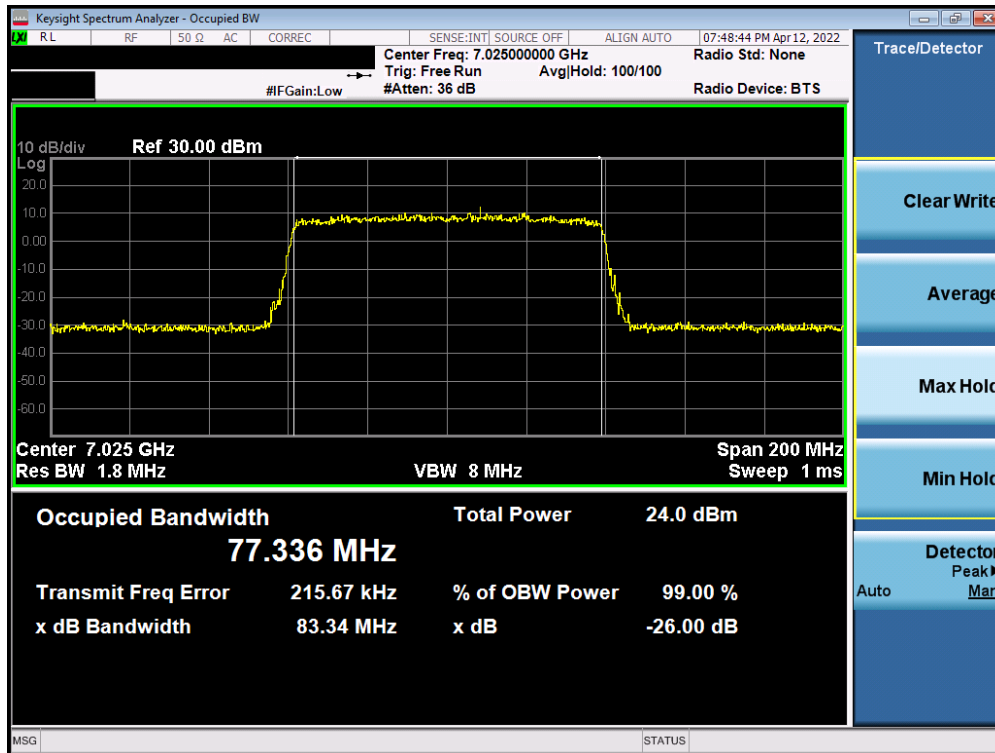 Keysight Spectrum Analyzer - Occupied BW
LXI RL RF 50 Ω AC CORREC SENSE:INT SOURCE OFF ALIGN AUTO 07:48:44 PM Apr 12, 2022
Center Freq: 7.025000000 GHz Radio Std: None
Trig: Free Run Avg|Hold: 100/100
#IFGain:Low #Atten: 36 dB Radio Device: BTS
Trace/Detector
10 dB/div Ref 30.00 dBm
Log
20.0
10.0
0.00
-10.0
-20.0
-30.0
-40.0
-50.0
-60.0
Center 7.025 GHz Span 200 MHz
Res BW 1.8 MHz VBW 8 MHz Sweep 1 ms
Occupied Bandwidth Total Power 24.0 dBm
77.336 MHz
Transmit Freq Error 215.67 kHz % of OBW Power 99.00 %
x dB Bandwidth 83.34 MHz x dB -26.00 dB
Clear Write
Average
Max Hold
Min Hold
Detector
Peak
Auto Man
MSG STATUS